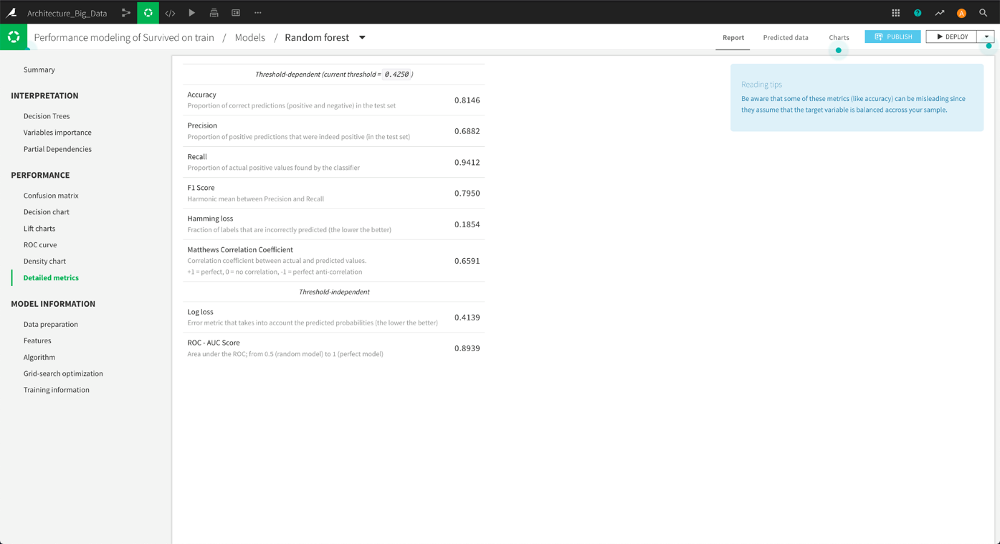 Architecture_Big_Data
</>
?
A
Performance modeling of Survived on train / Models / Random forest
Report
Predicted data
Charts
PUBLISH
DEPLOY
Summary
INTERPRETATION
Decision Trees
Variables importance
Partial Dependencies
PERFORMANCE
Confusion matrix
Decision chart
Lift charts
ROC curve
Density chart
Detailed metrics
MODEL INFORMATION
Data preparation
Features
Algorithm
Grid-search optimization
Training information
Threshold-dependent (current threshold = 0.4250 )
Accuracy
Proportion of correct predictions (positive and negative) in the test set
0.8146
Precision
Proportion of positive predictions that were indeed positive (in the test set)
0.6882
Recall
Proportion of actual positive values found by the classifier
0.9412
F1 Score
Harmonic mean between Precision and Recall
0.7950
Hamming loss
Fraction of labels that are incorrectly predicted (the lower the better)
0.1854
Matthews Correlation Coefficient
Correlation coefficient between actual and predicted values.
+1 = perfect, 0 = no correlation, -1 = perfect anti-correlation
0.6591
Threshold-independent
Log loss
Error metric that takes into account the predicted probabilities (the lower the better)
0.4139
ROC - AUC Score
Area under the ROC; from 0.5 (random model) to 1 (perfect model)
0.8939
Reading tips
Be aware that some of these metrics (like accuracy) can be misleading since
they assume that the target variable is balanced accross your sample.